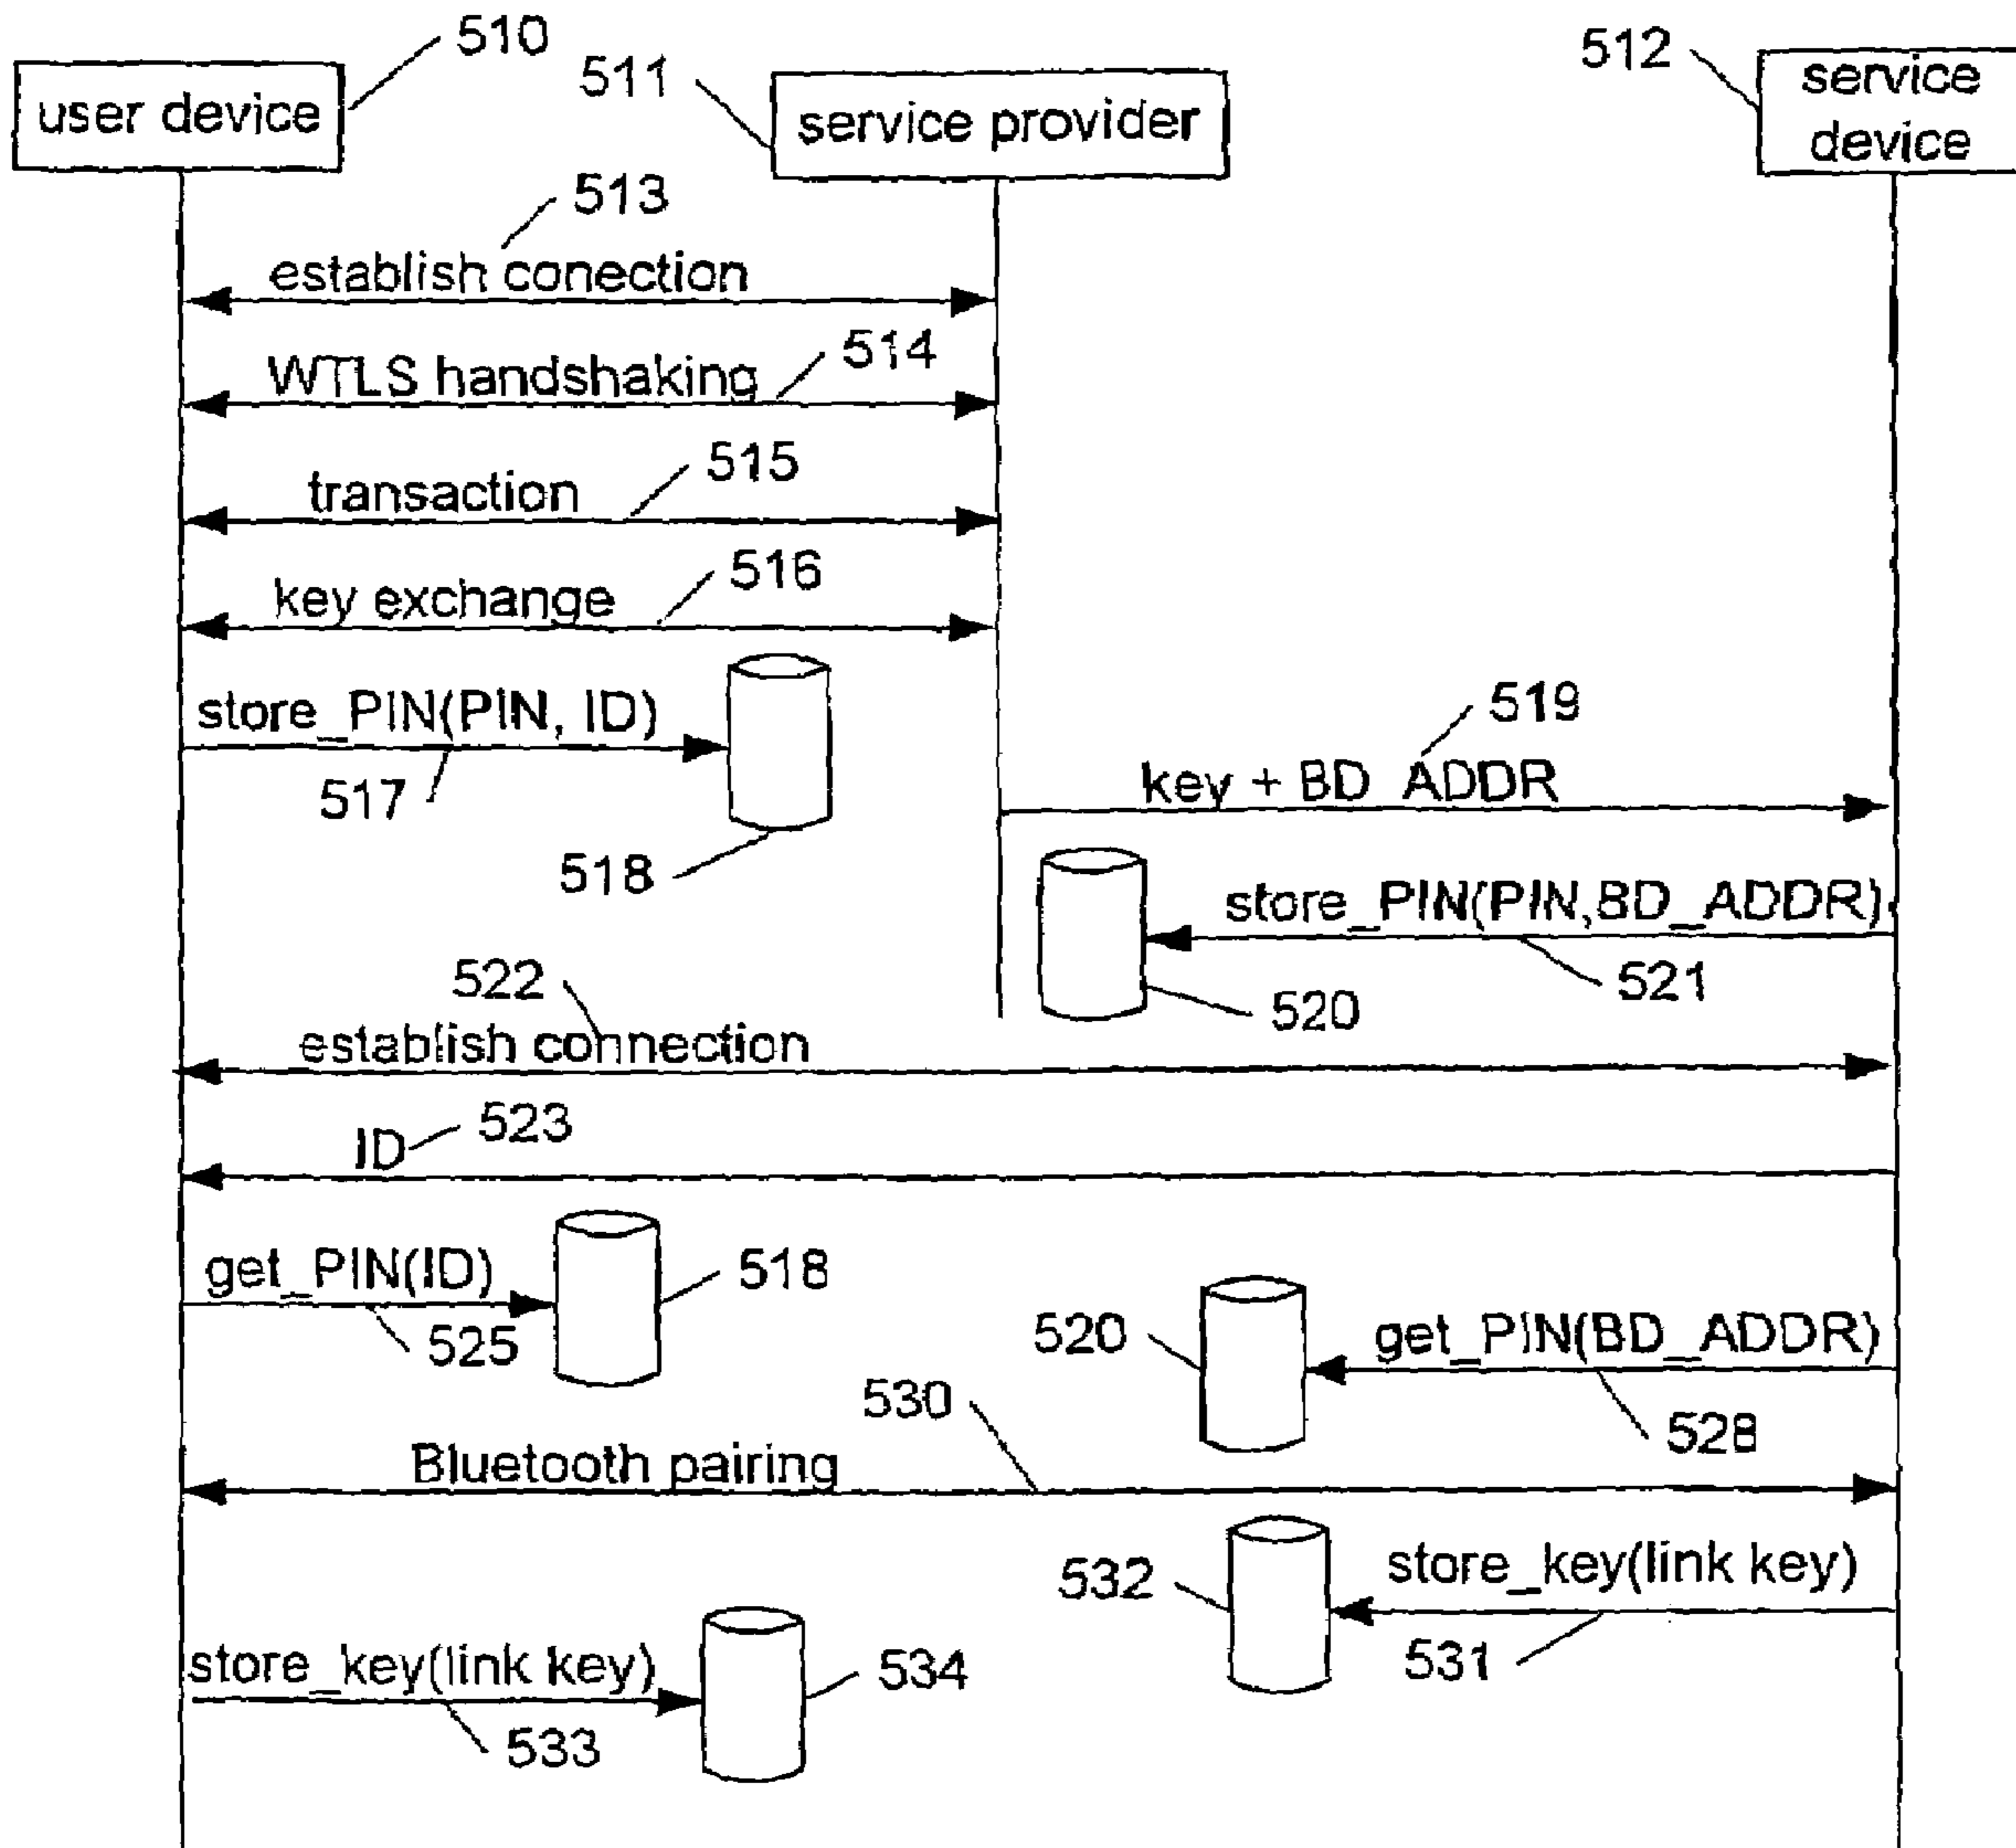 510
user device
511
service provider
512
service
device
513
establish conection
514
WTLS handshaking
515
transaction
516
key exchange
store_PIN(PIN, ID)
517
518
519
key + BD_ADDR
store_PIN(PIN,BD_ADDR)
521
520
522
establish connection
523
ID
get_PIN(ID)
525
518
520
get_PIN(BD_ADDR)
528
530
Bluetooth pairing
532
store_key(link key)
531
store_key(link key)
533
534